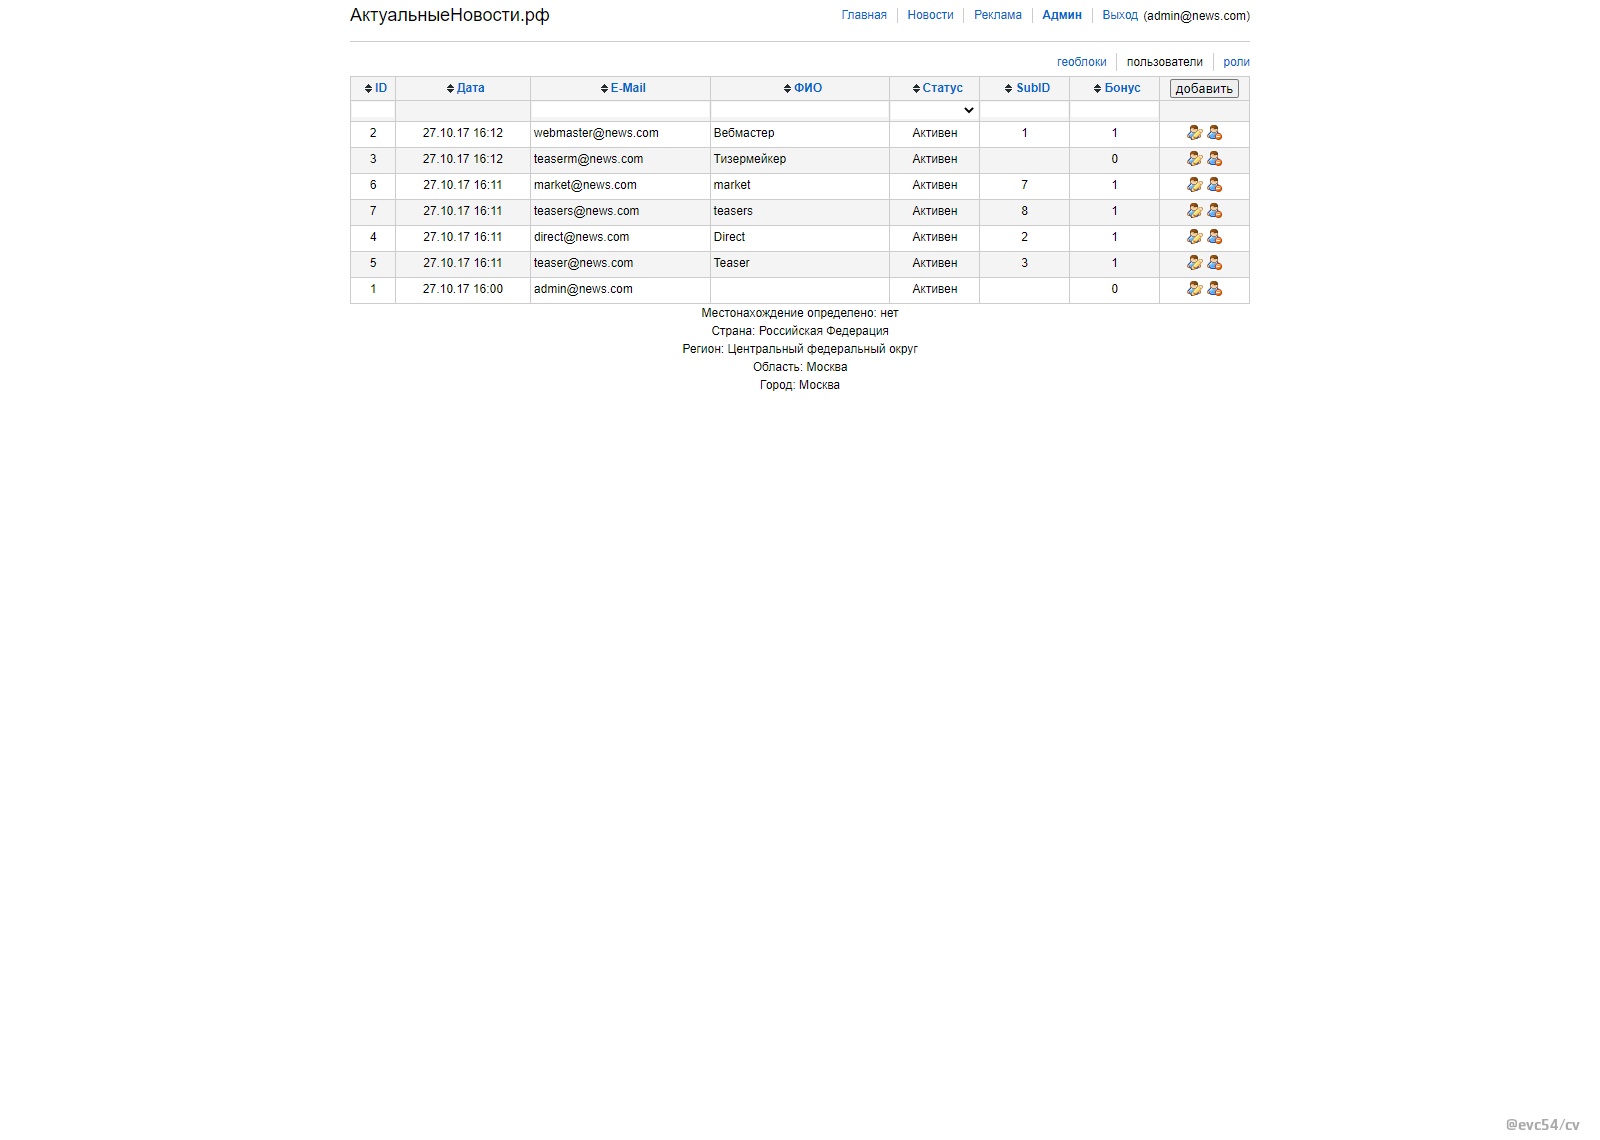 АктуальныеНовости.рф
Главная Новости Реклама Админ Выход (admin@news.com)
геоблоки пользователи роли
ID Дата E-Mail ФИО Статус SubID Бонус добавить
2 27.10.17 16:12 webmaster@news.com Вебмастер Активен 1 1
3 27.10.17 16:12 teaserm@news.com Тизермейкер Активен 0
6 27.10.17 16:11 market@news.com market Активен 7 1
7 27.10.17 16:11 teasers@news.com teasers Активен 8 1
4 27.10.17 16:11 direct@news.com Direct Активен 2 1
5 27.10.17 16:11 teaser@news.com Teaser Активен 3 1
1 27.10.17 16:00 admin@news.com Активен 0
Местонахождение определено: нет
Страна: Российская Федерация
Регион: Центральный федеральный округ
Область: Москва
Город: Москва
@evc54/cv